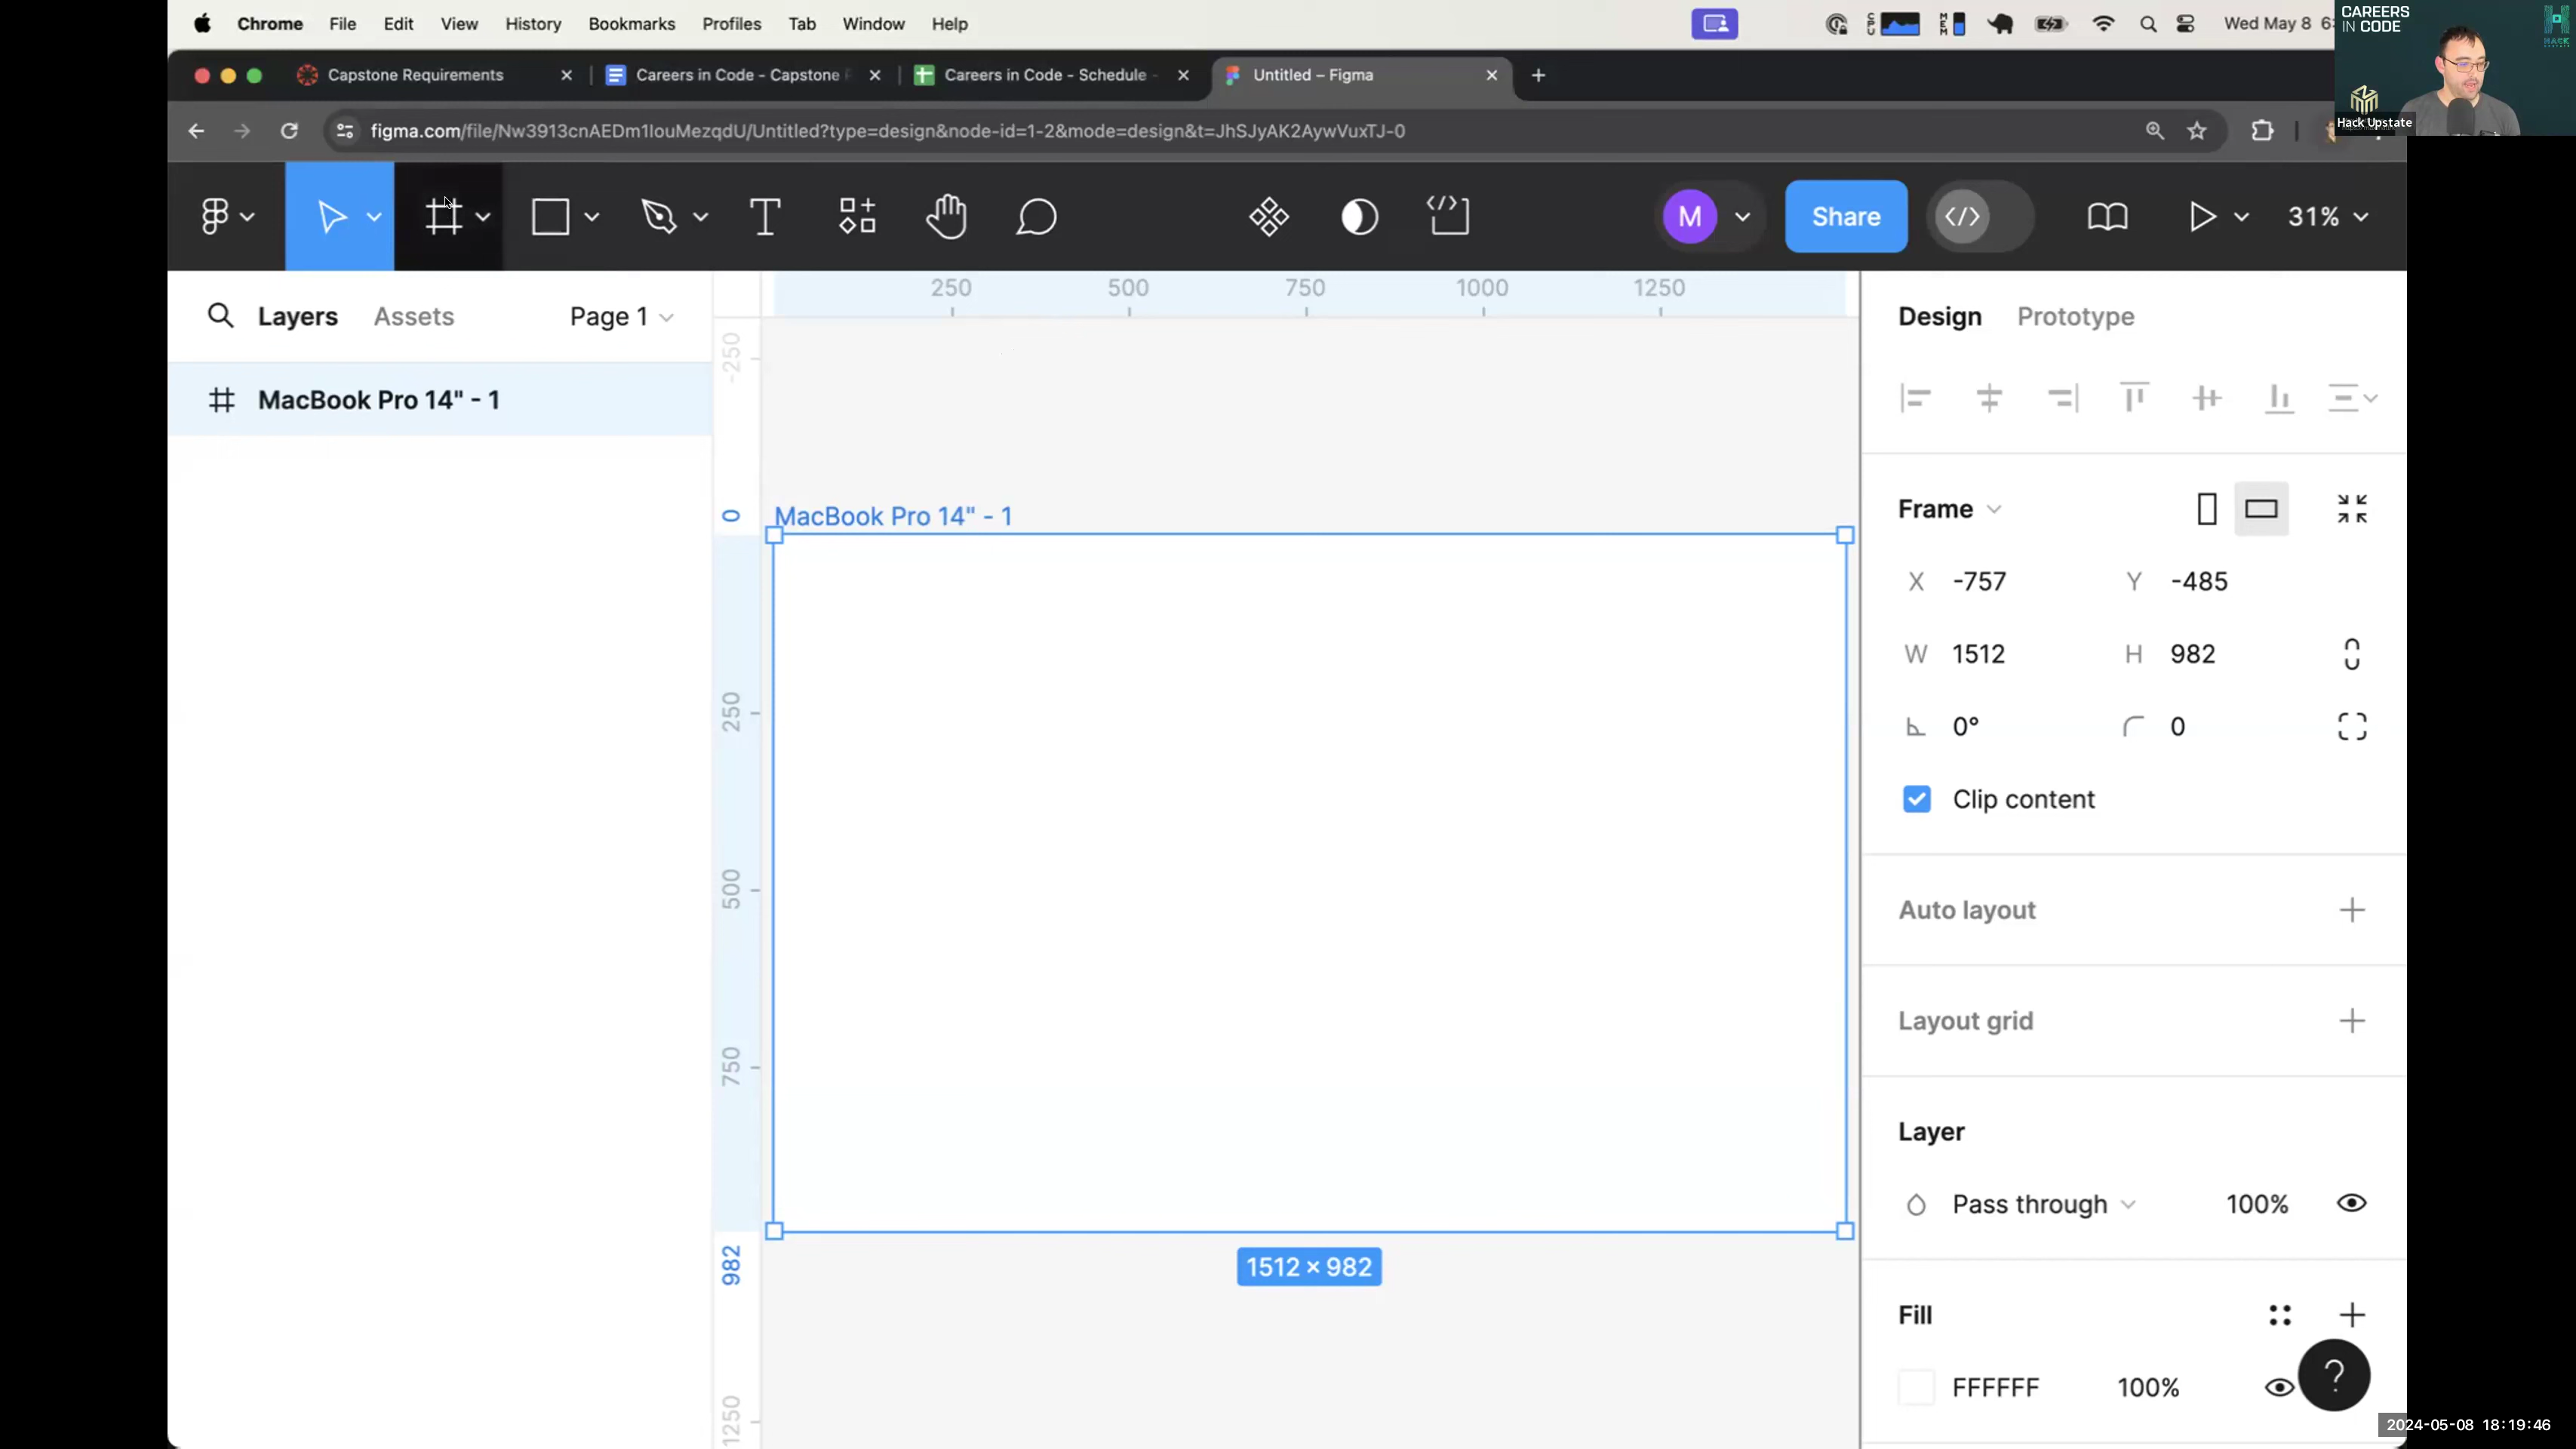 Chrome File Edit View History Bookmarks Profiles Tab Window Help
CPU MEM Wed May 8 6:
CAREERS
IN CODE
HACK
Hack Upstate
Capstone Requirements
Careers in Code - Capstone
Careers in Code - Schedule -
Untitled – Figma
figma.com/file/Nw3913cnAEDm1IouMezqdU/Untitled?type=design&node-id=1-2&mode=design&t=JhSJyAK2AywVuxTJ-0
T
M
Share
</>
31%
Layers Assets Page 1
MacBook Pro 14" - 1
250 500 750 1000 1250
-250
0
250
500
750
982
1250
MacBook Pro 14" - 1
1512 × 982
Design Prototype
Frame
X -757 Y -485
W 1512 H 982
0° 0
Clip content
Auto layout
Layout grid
Layer
Pass through 100%
Fill
FFFFFF 100%
?
2024-05-08 18:19:46